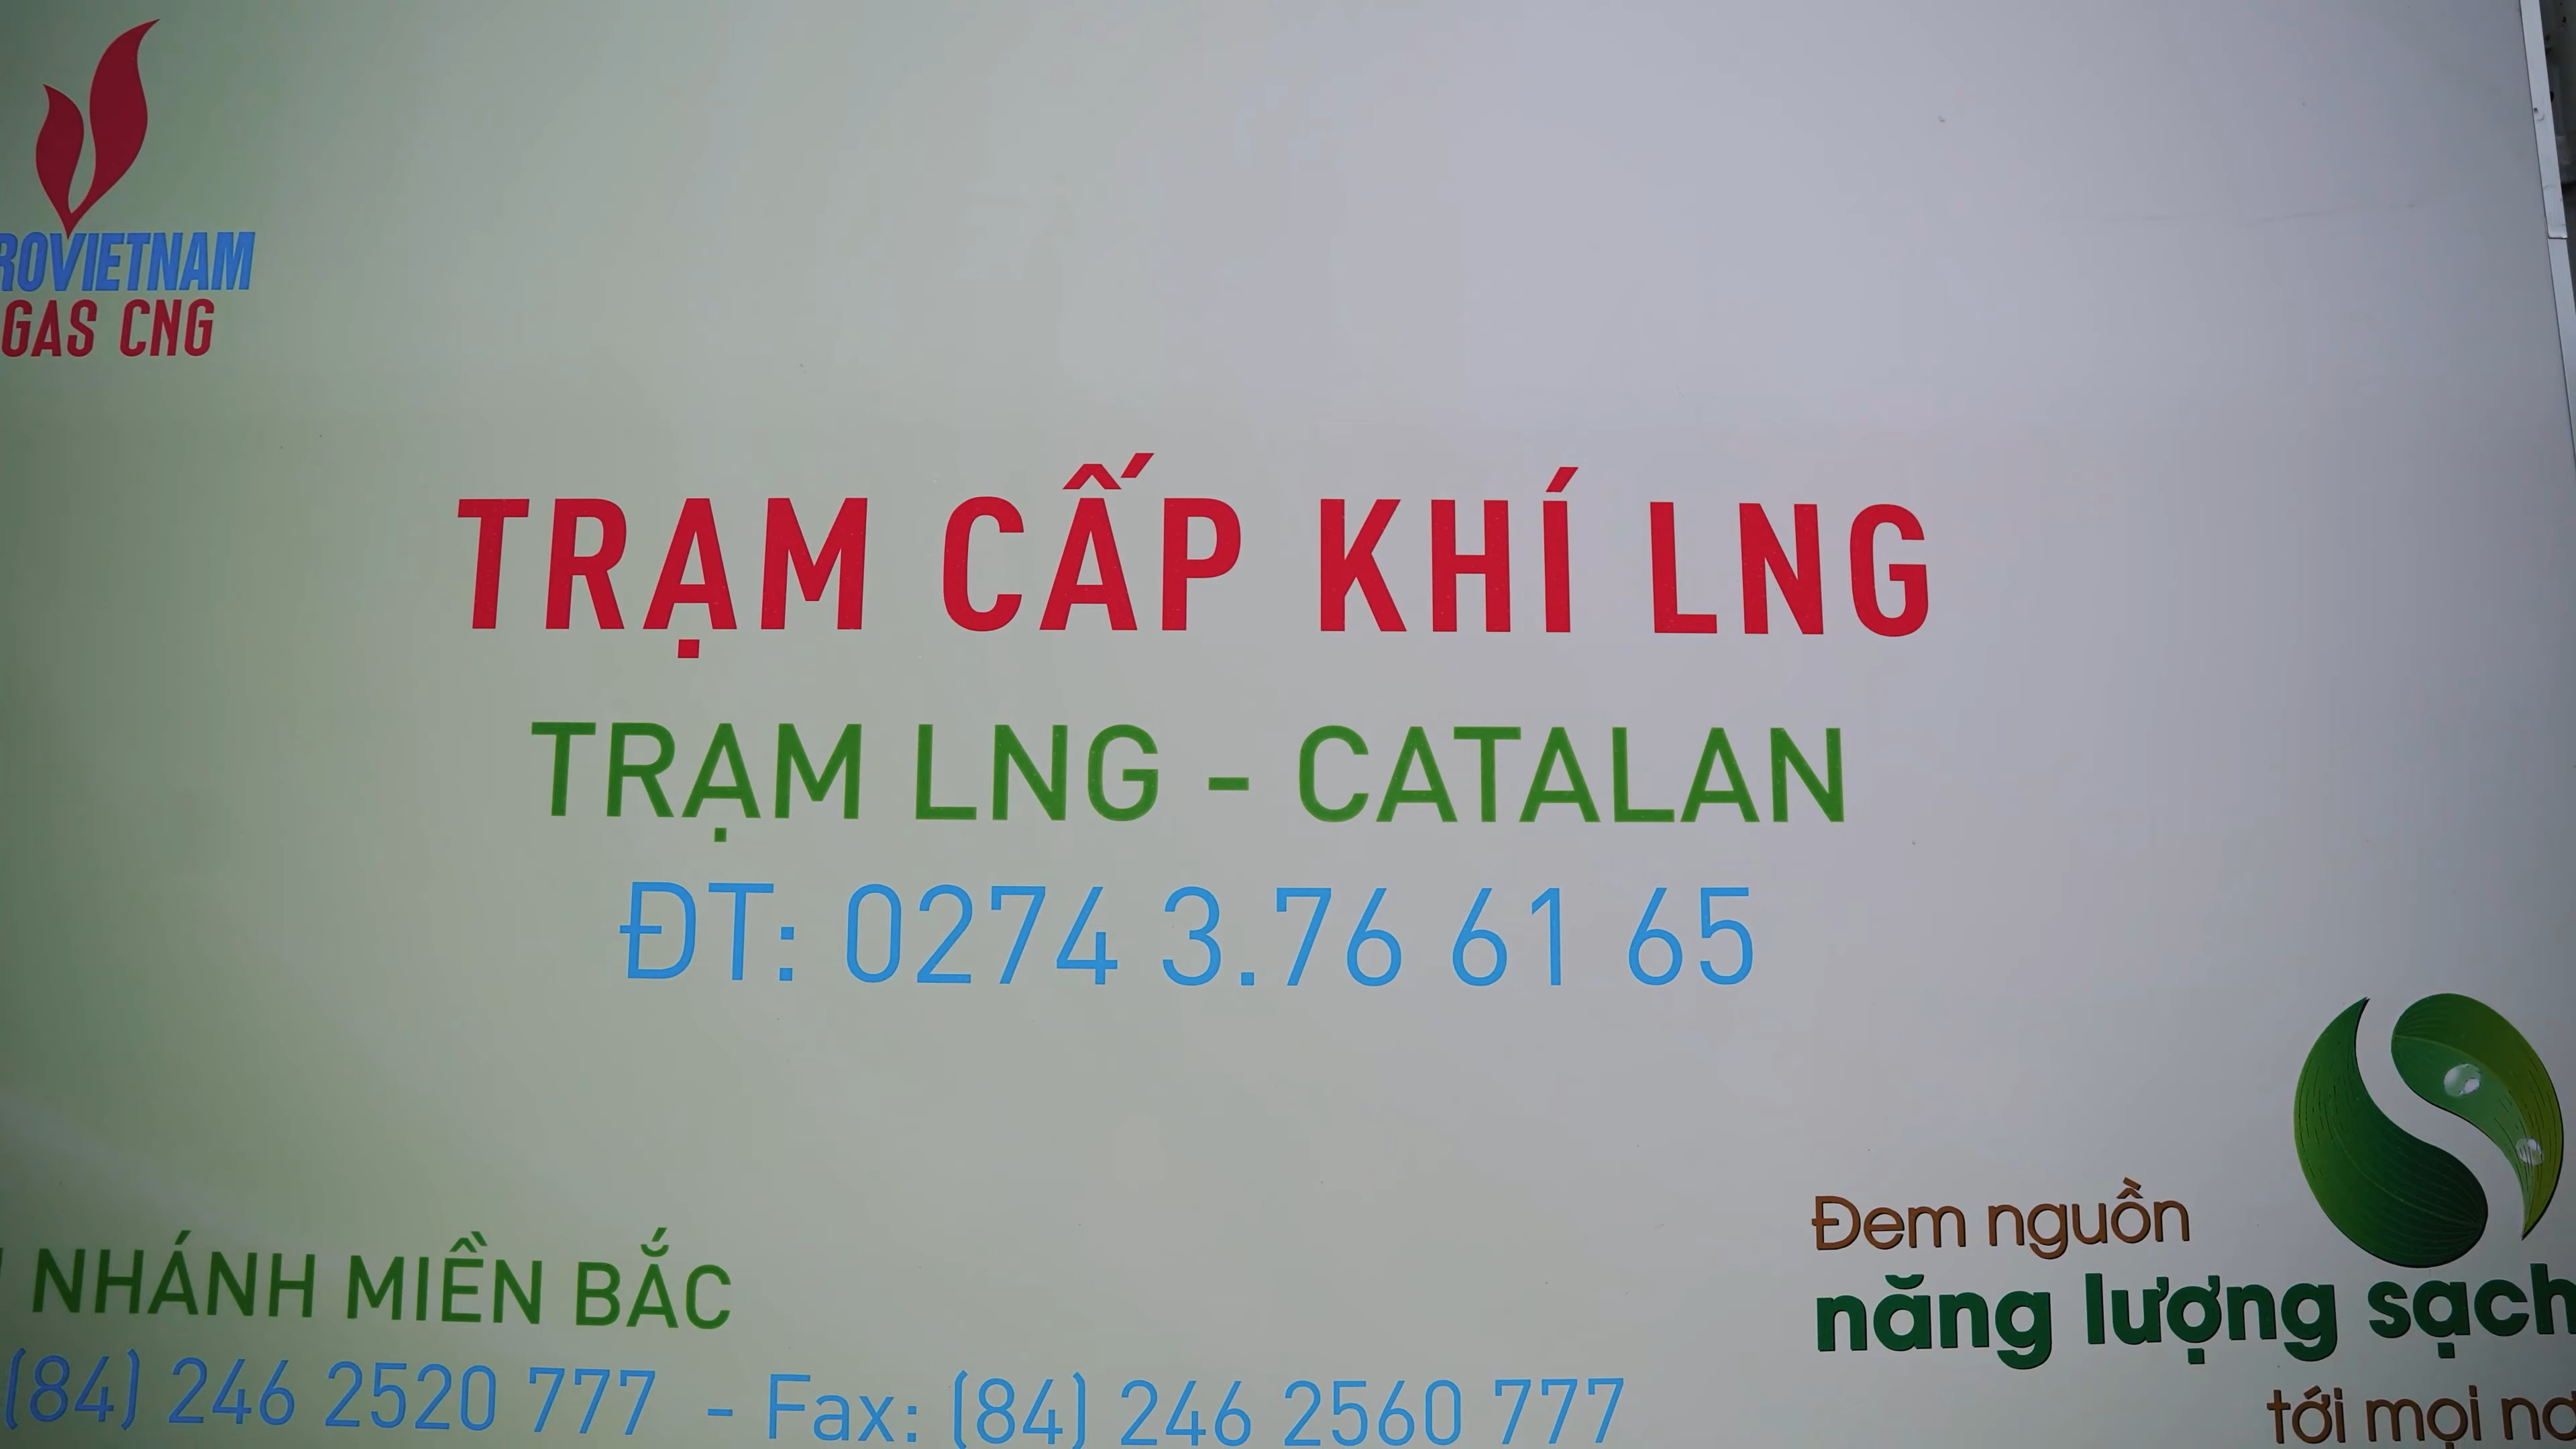 ROVIETNAM
GAS CNG
TRẠM CẤP KHÍ LNG
TRẠM LNG - CATALAN
ĐT: 0274 3.76 61 65
NHÁNH MIỀN BẮC
(84) 246 2520 777 - Fax: (84) 246 2560 777
Đem nguồn
năng lượng sạch
tới mọi